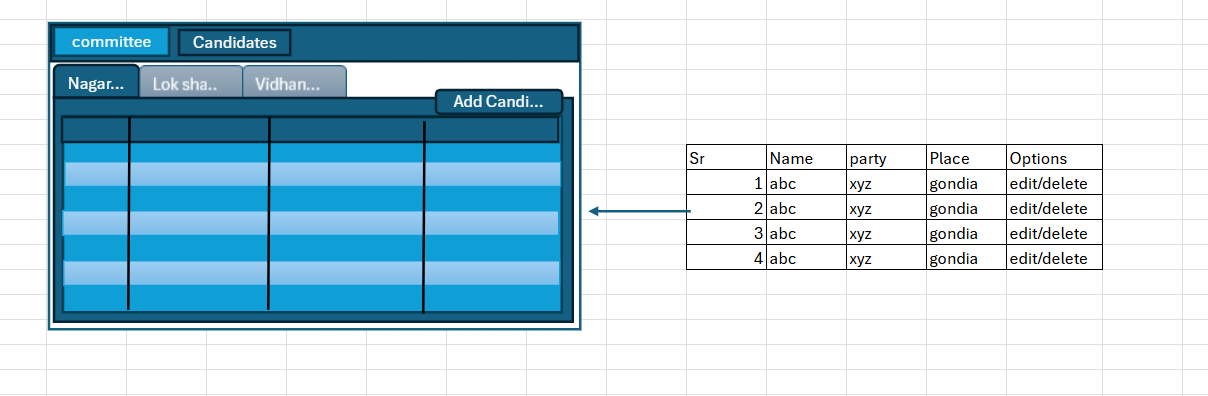 committee Candidates
Nagar... Lok sha.. Vidhan...
Add Candi...
Sr Name party Place Options
1 abc xyz gondia edit/delete
2 abc xyz gondia edit/delete
3 abc xyz gondia edit/delete
4 abc xyz gondia edit/delete